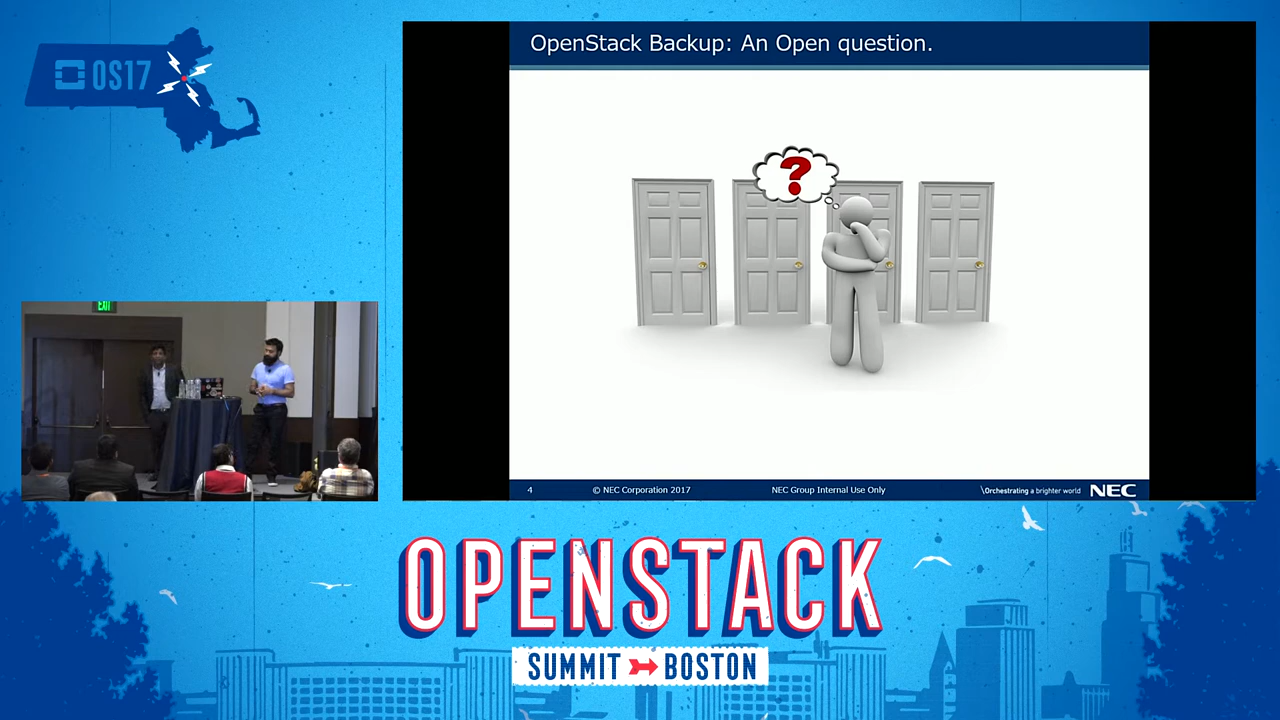 OS17
OpenStack Backup: An Open question.
?
EXIT
4 © NEC Corporation 2017 NEC Group Internal Use Only \Orchestrating a brighter world NEC
OPENSTACK
SUMMIT BOSTON